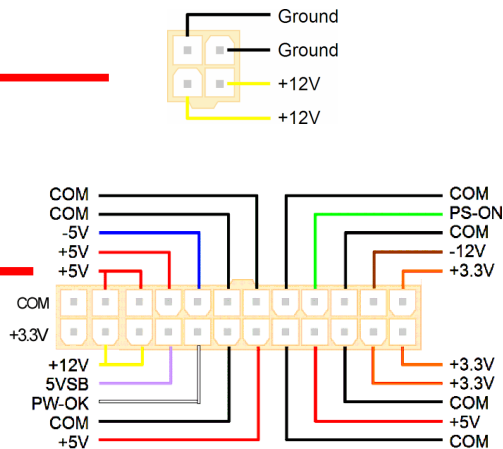 Ground
Ground
+12V
+12V
COM
COM
-5V
+5V
+5V
COM
PS-ON
COM
-12V
+3.3V
COM
+3.3V
+12V
5VSB
PW-OK
COM
+5V
+3.3V
+3.3V
COM
+5V
COM